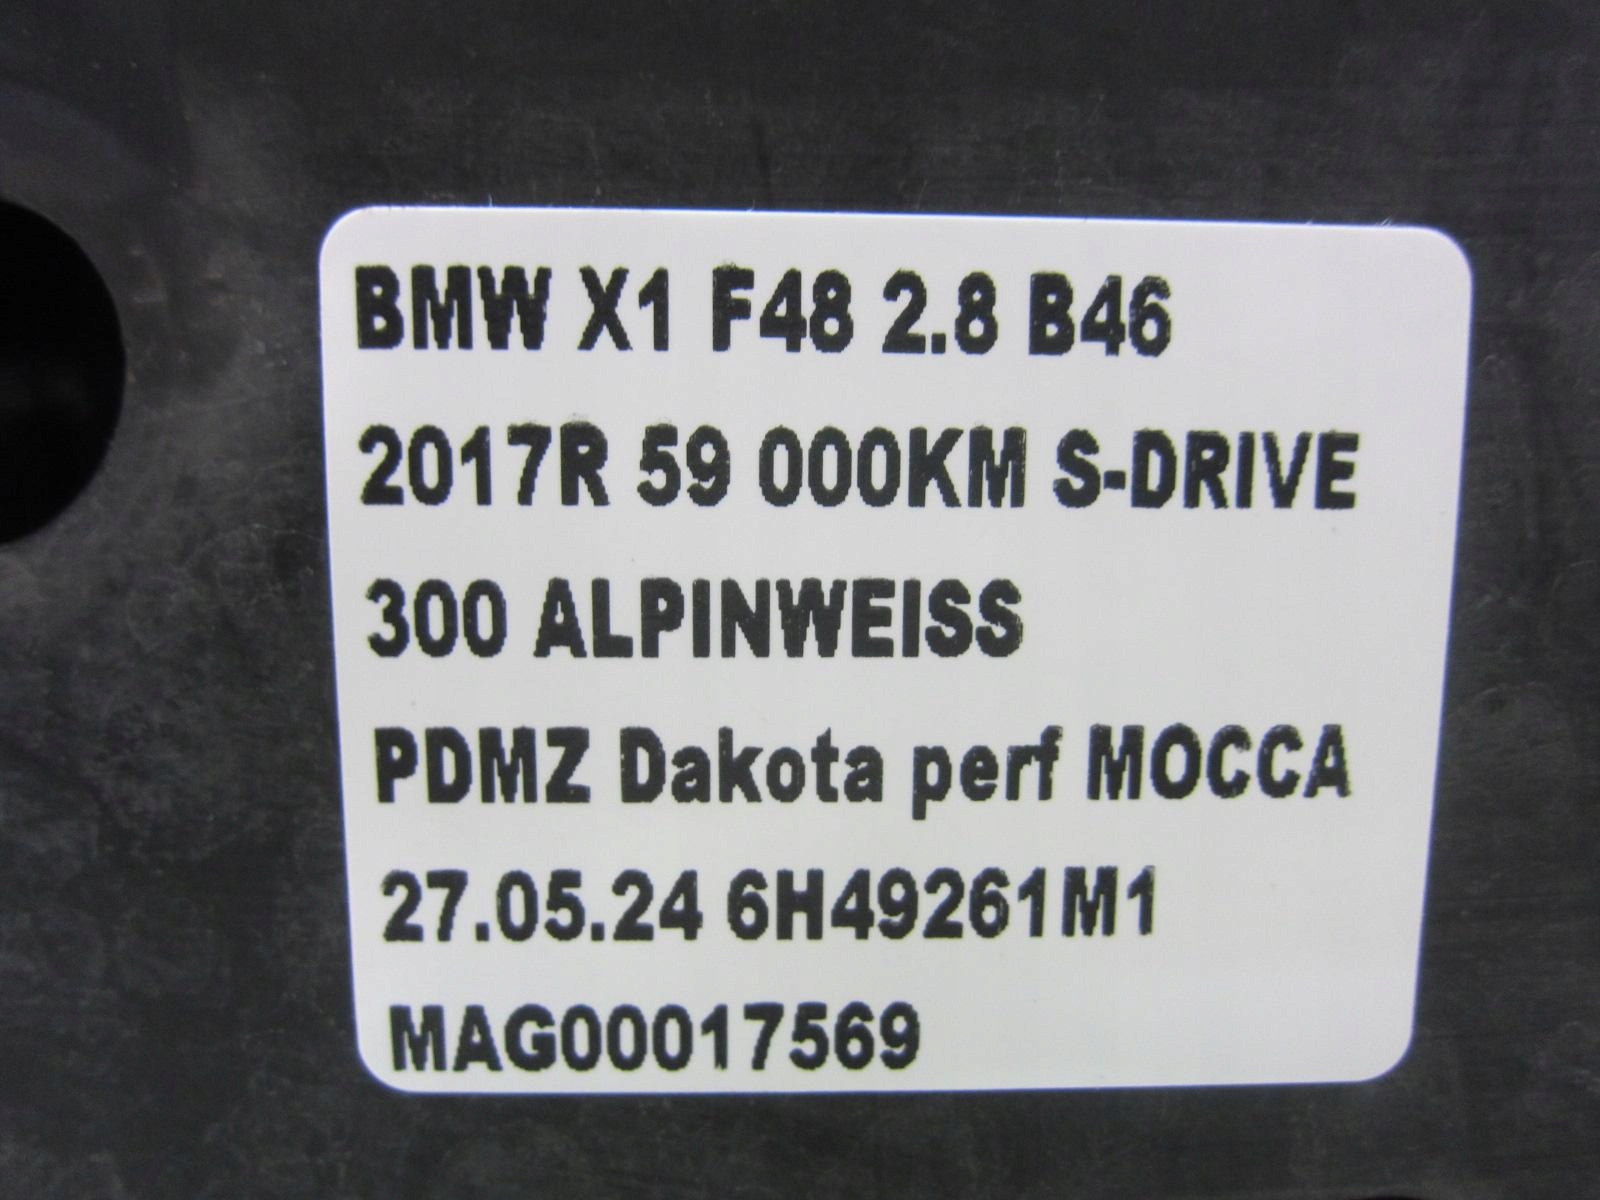 BMW X1 F48 2.8 B46
2017R 59 000KM S-DRIVE
300 ALPINWEISS
PDMZ Dakota perf MOCCA
27.05.24 6H49261M1
MAG00017569